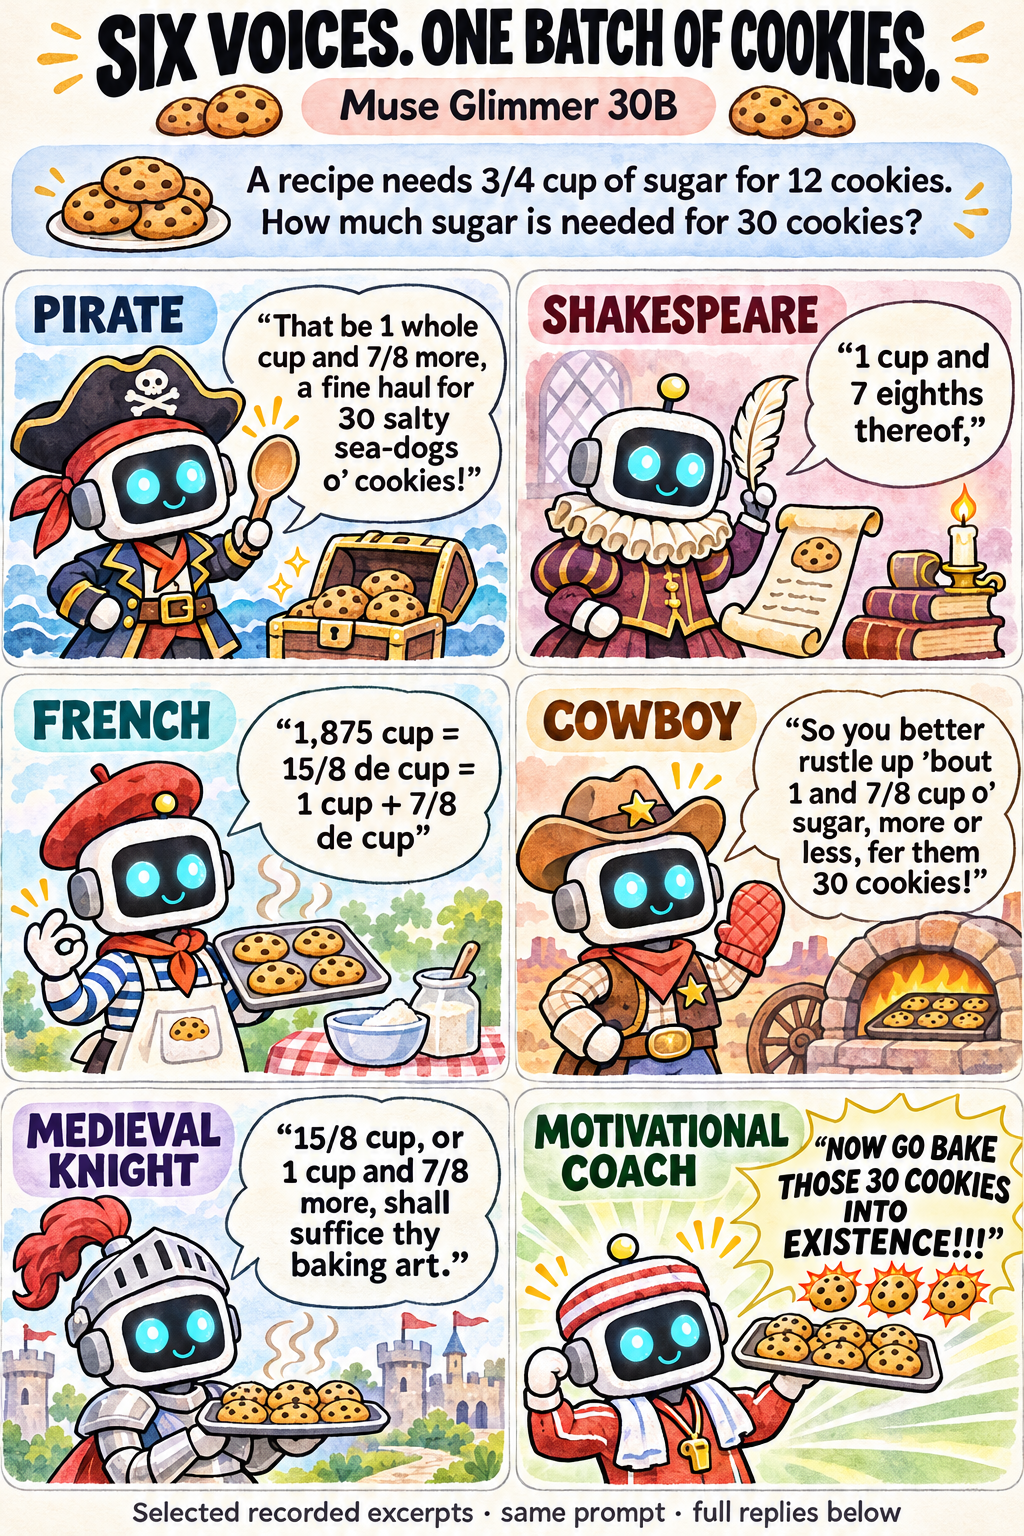 SIX VOICES. ONE BATCH OF COOKIES.
Muse Glimmer 30B
A recipe needs 3/4 cup of sugar for 12 cookies.
How much sugar is needed for 30 cookies?
PIRATE
“That be 1 whole
cup and 7/8 more,
a fine haul for
30 salty
sea-dogs
o’ cookies!”
SHAKESPEARE
“1 cup and
7 eighths
thereof,”
FRENCH
“1,875 cup =
15/8 de cup =
1 cup + 7/8
de cup”
COWBOY
“So you better
rustle up ’bout
1 and 7/8 cup o’
sugar, more or
less, fer them
30 cookies!”
MEDIEVAL
KNIGHT
“15/8 cup, or
1 cup and 7/8
more, shall
suffice thy
baking art.”
MOTIVATIONAL
COACH
“NOW GO BAKE
THOSE 30 COOKIES
INTO
EXISTENCE!!!”
Selected recorded excerpts · same prompt · full replies below